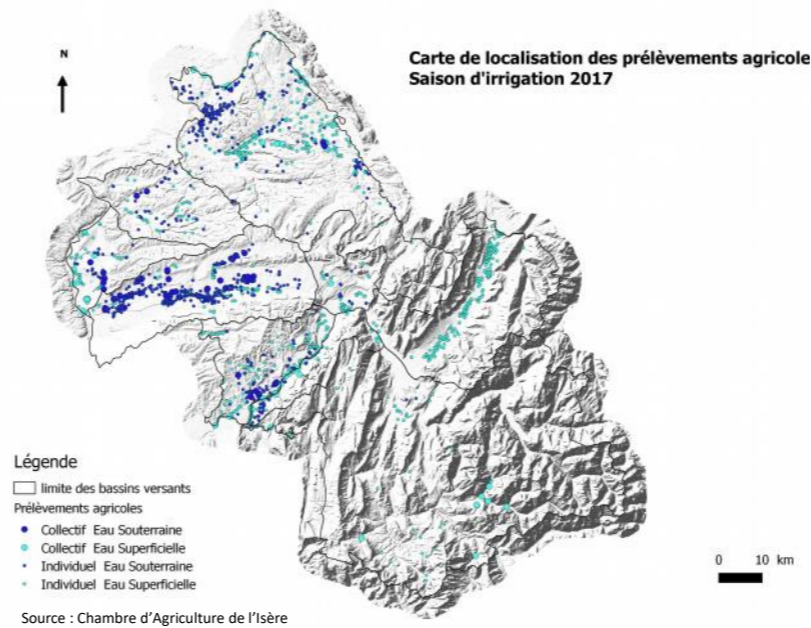 N
Carte de localisation des prélèvements agricole
Saison d'irrigation 2017
Légende
limite des bassins versants
Prélèvements agricoles
Collectif Eau Souterraine
Collectif Eau Superficielle
Individuel Eau Souterraine
Individuel Eau Superficielle
0 10 km
Source : Chambre d'Agriculture de l'Isère